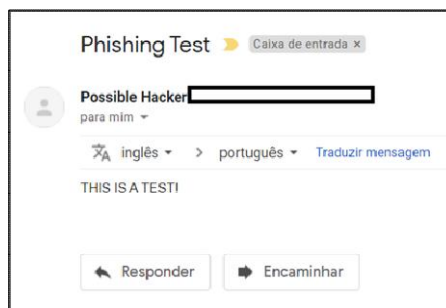 Phishing Test Caixa de entrada x
Possible Hacker
para mim
inglês > português Traduzir mensagem
THIS IS A TEST!
Responder Encaminhar